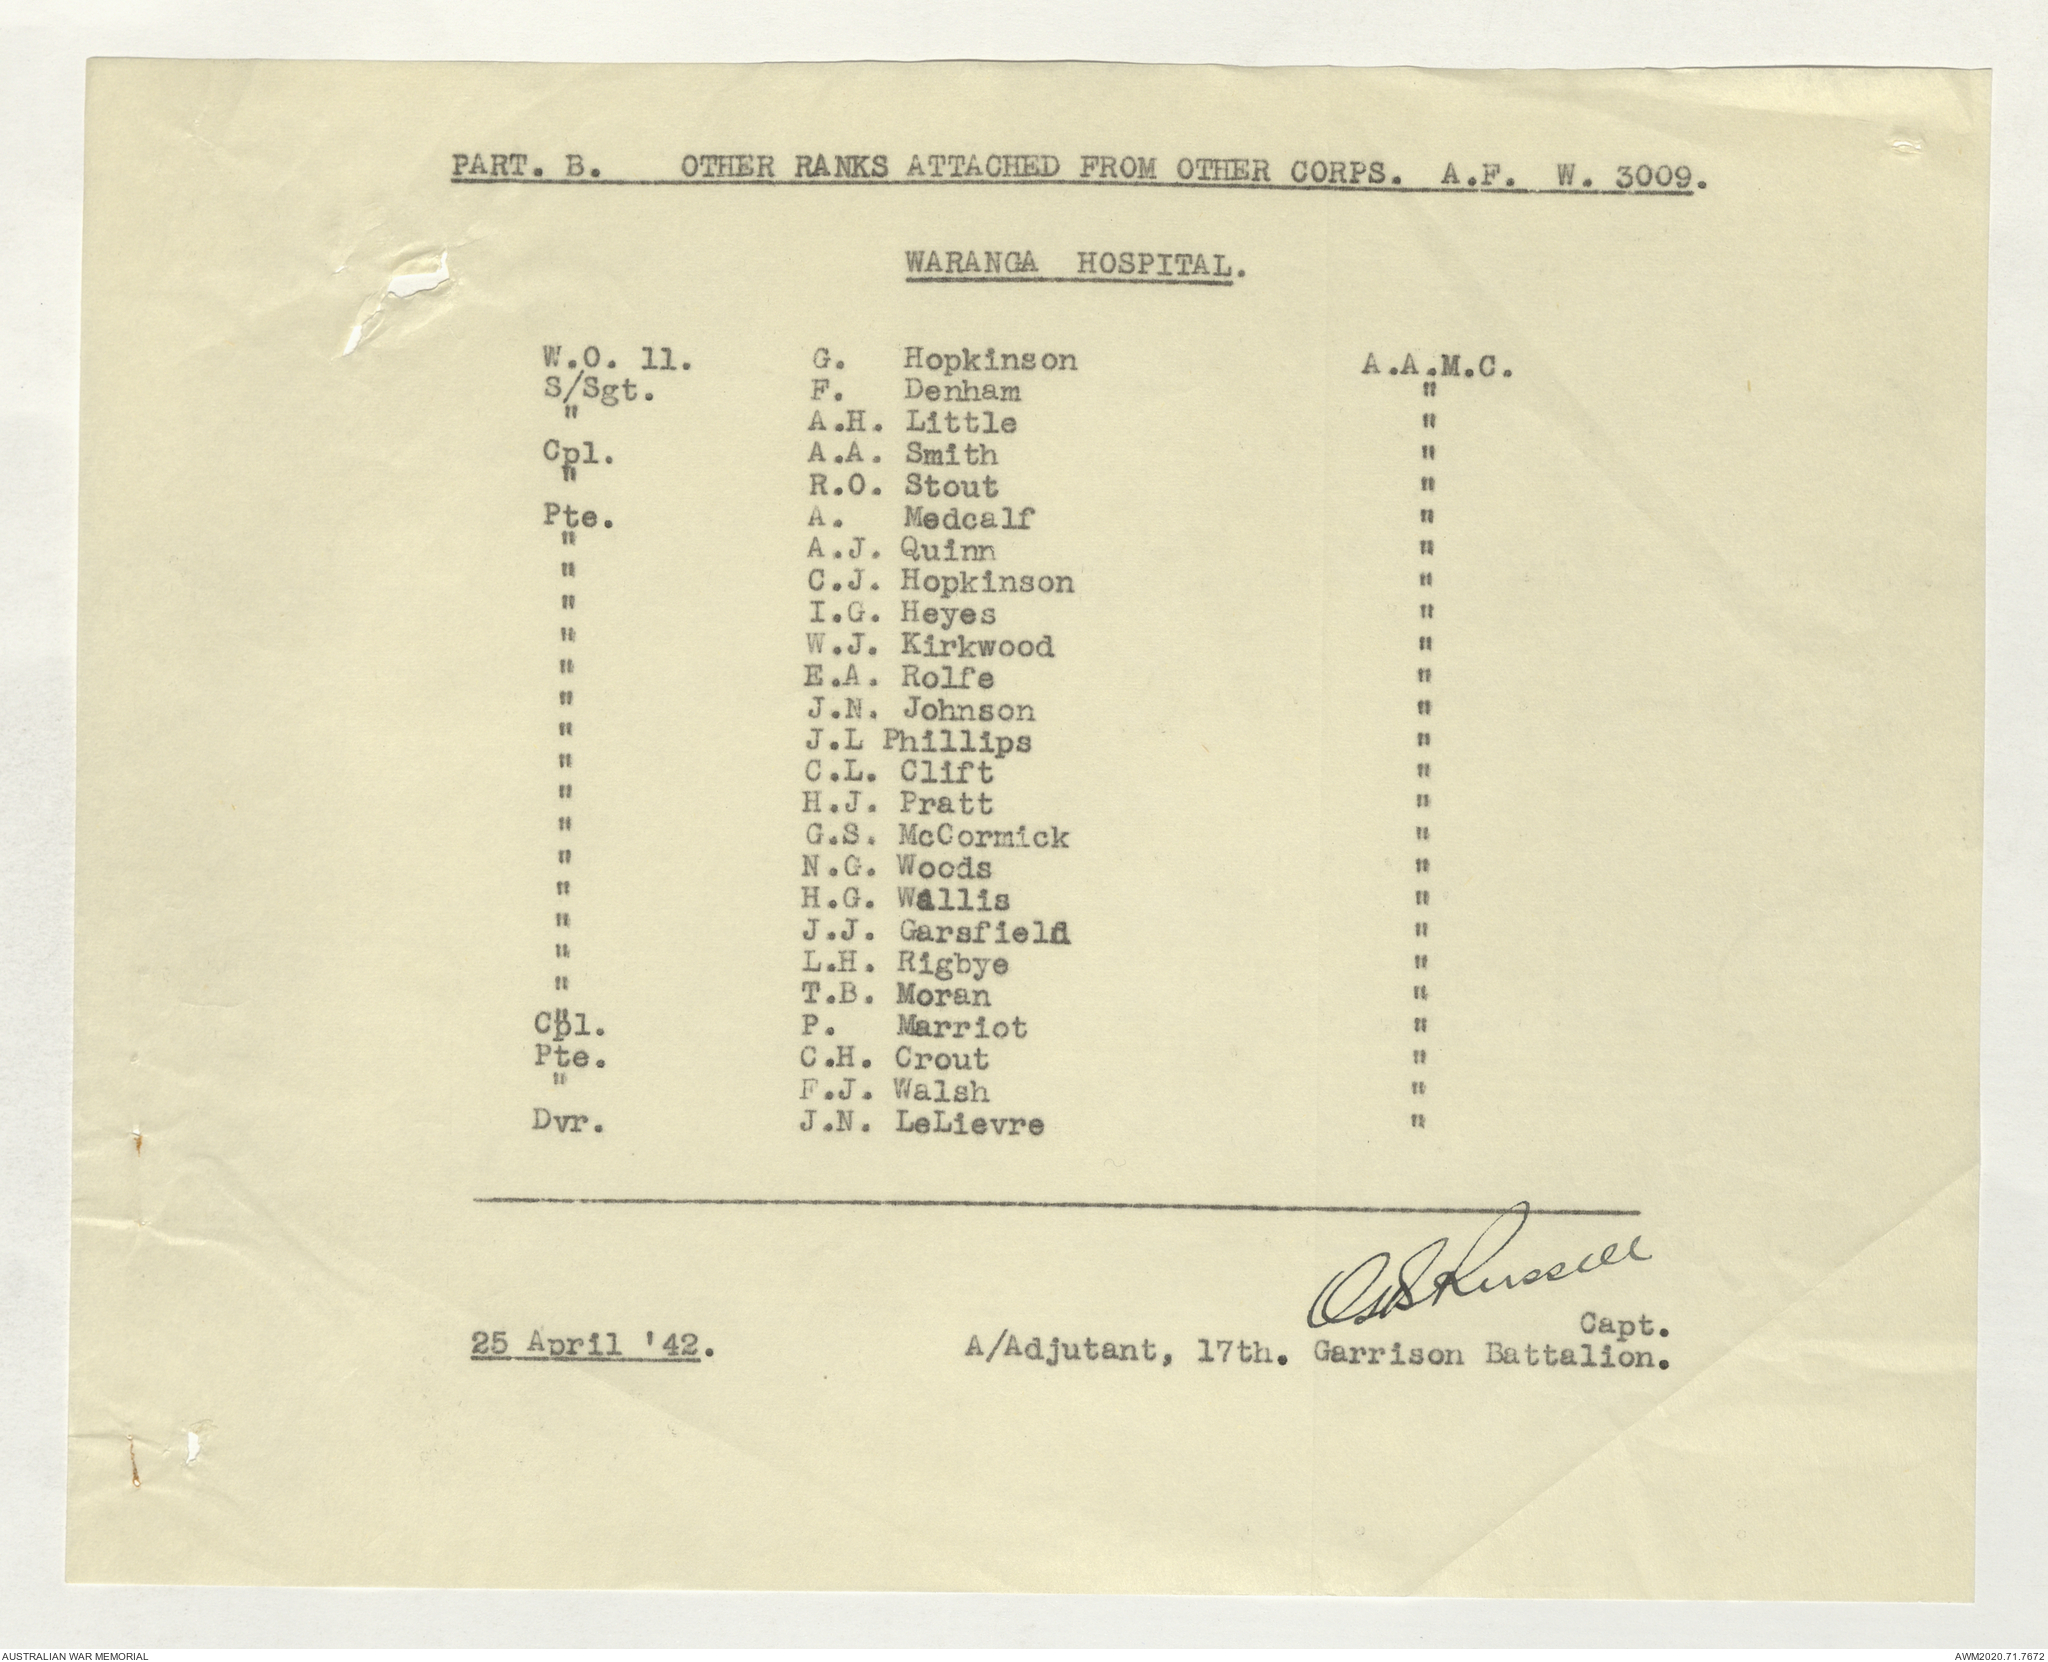 PART. B. OTHER RANKS ATTACHED FROM OTHER CORPS. A.F. W. 3009.
WARANGA HOSPITAL.
W.O. 11. G. Hopkinson A.A.M.C.
S/Sgt. F. Denham "
" A.H. Little "
Cpl. A.A. Smith "
" R.O. Stout "
Pte. A. Medcalf "
" A.J. Quinn "
" C.J. Hopkinson "
" I.G. Heyes "
" W.J. Kirkwood "
" E.A. Rolfe "
" J.N. Johnson "
" J.L Phillips "
" C.L. Clift "
" H.J. Pratt "
" G.S. McCormick "
" N.G. Woods "
" H.G. Wallis "
" J.J. Garsfield "
" L.H. Rigbye "
" T.B. Moran "
Cpl. " P. Marriot "
Pte. C.H. Crout "
" F.J. Walsh "
Dvr. J.N. LeLievre "
Russell
Capt.
25 April '42. A/Adjutant, 17th. Garrison Battalion.
AUSTRALIAN WAR MEMORIAL AWM2020.71.7672